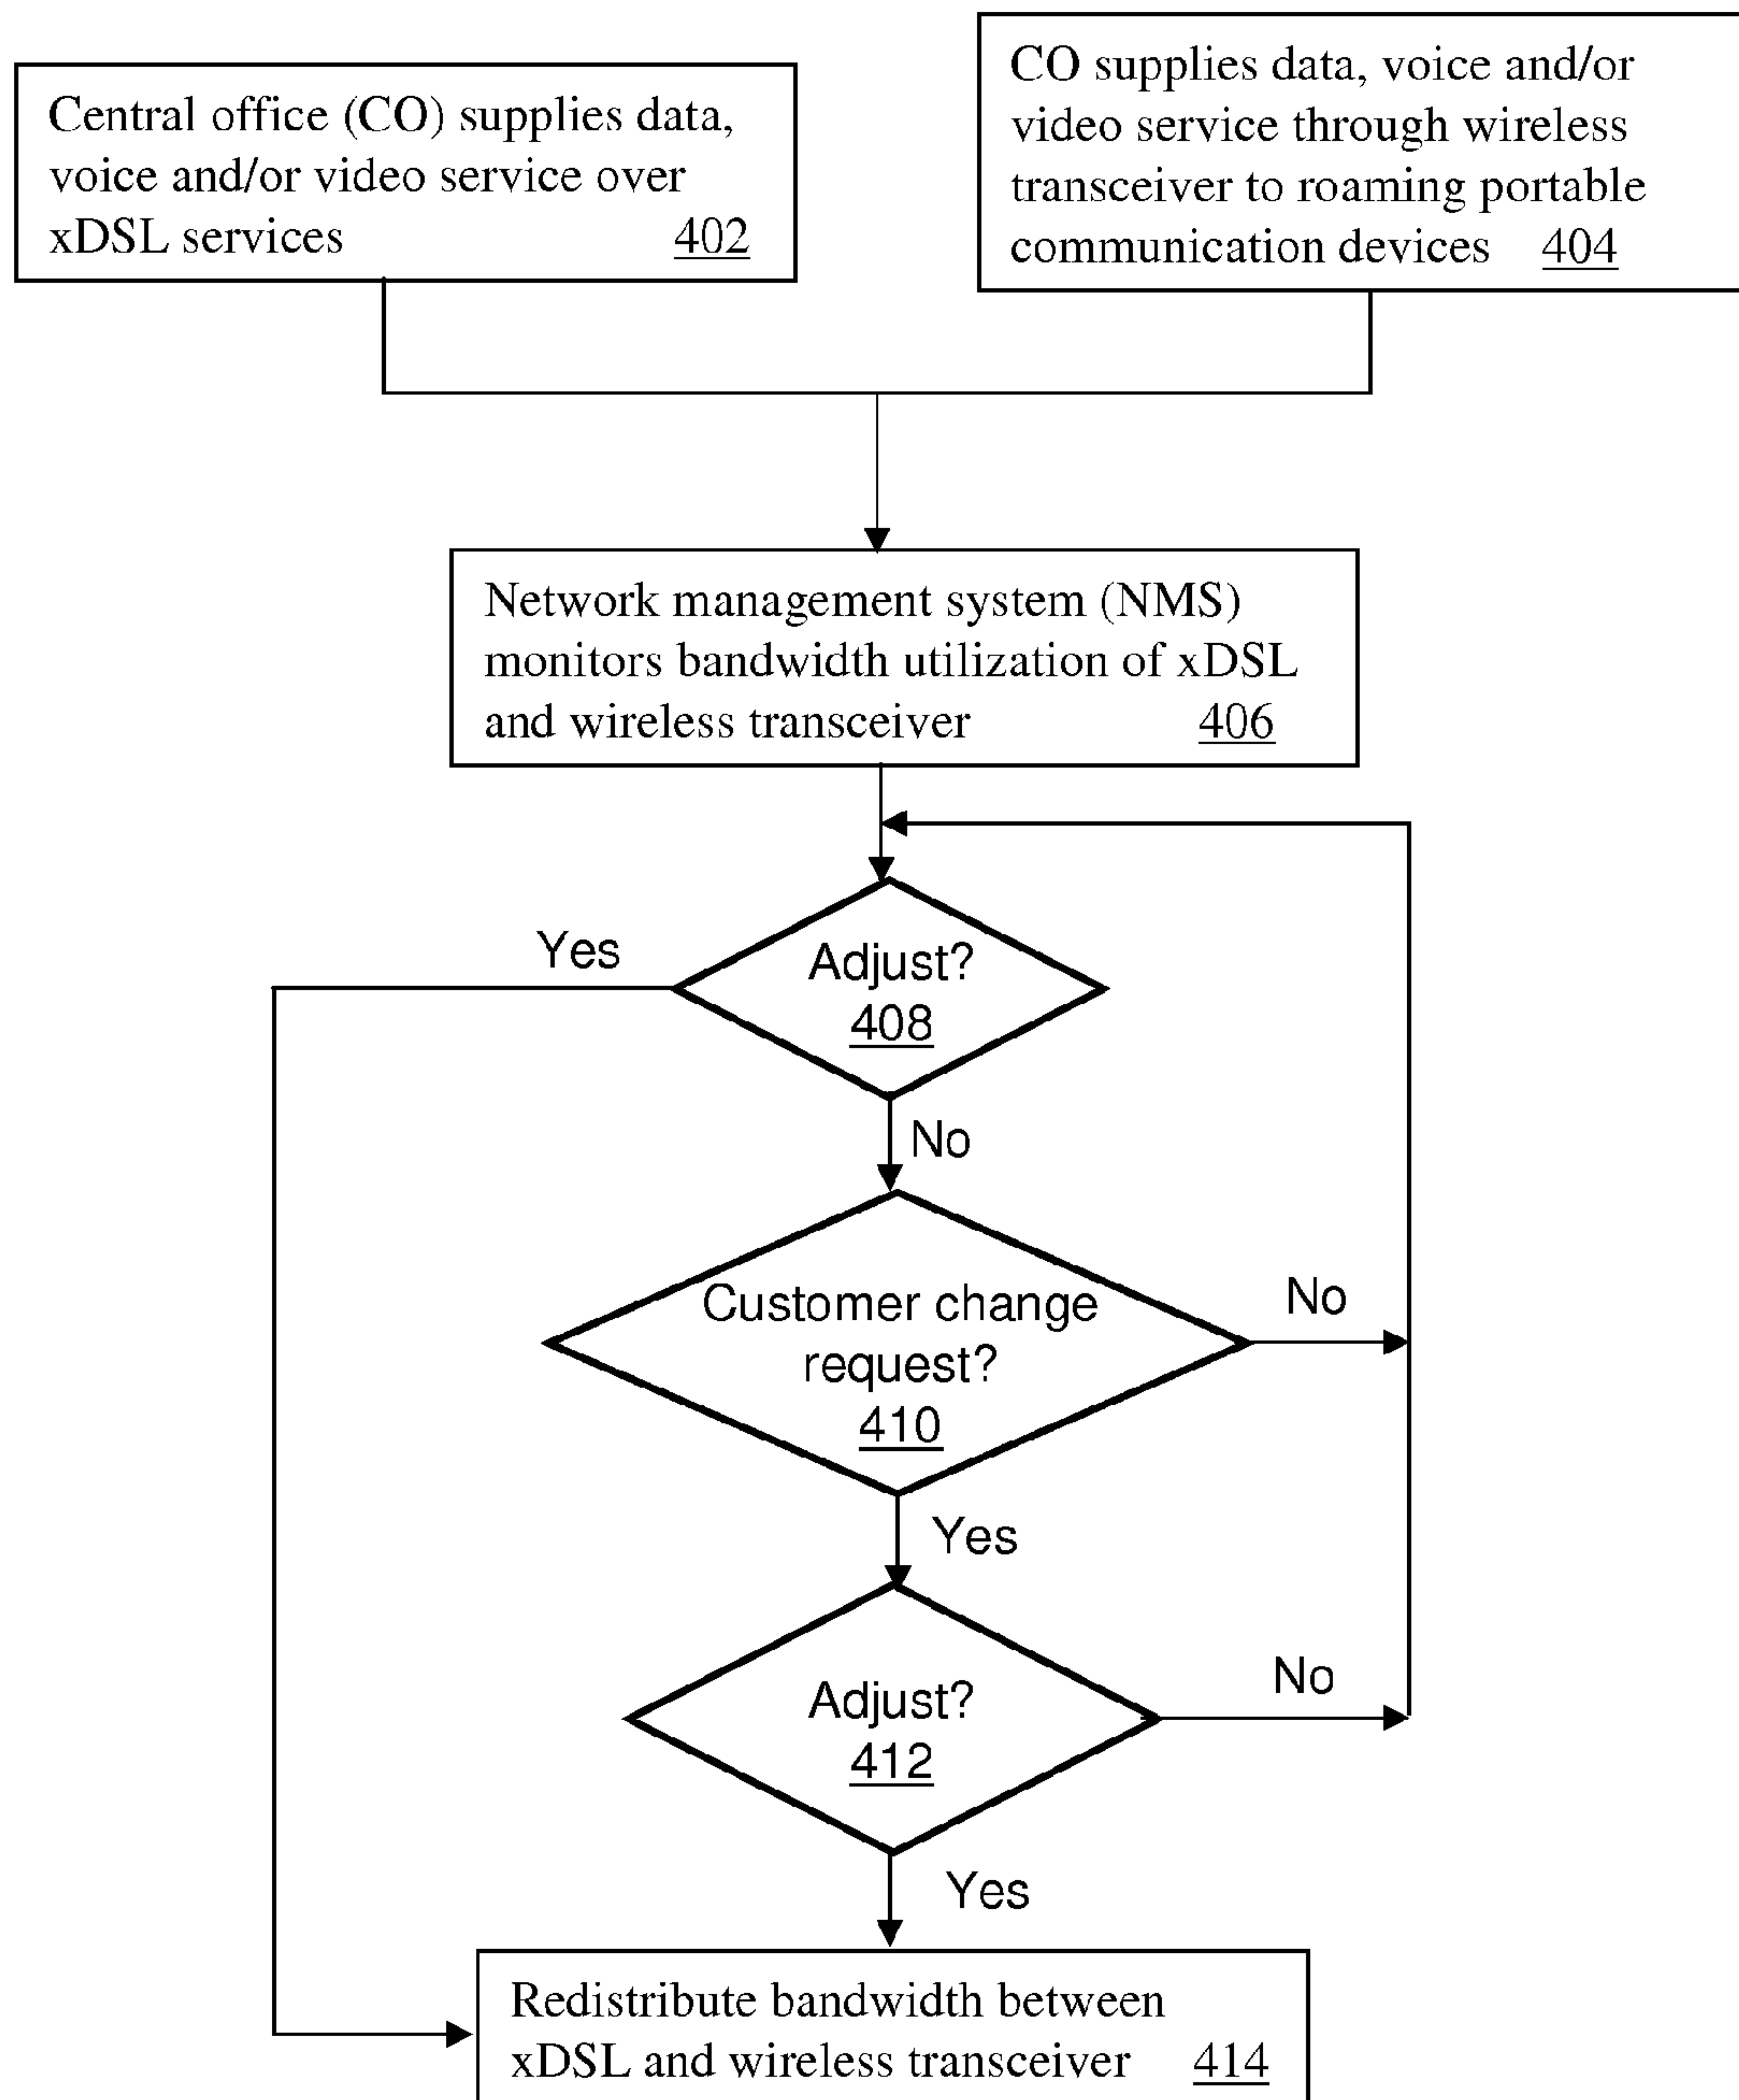 Central office (CO) supplies data,
voice and/or video service over
xDSL services 402
CO supplies data, voice and/or
video service through wireless
transceiver to roaming portable
communication devices 404
Network management system (NMS)
monitors bandwidth utilization of xDSL
and wireless transceiver 406
Yes
Adjust?
408
No
Customer change
request?
410
No
Yes
Adjust?
412
No
Yes
Redistribute bandwidth between
xDSL and wireless transceiver 414